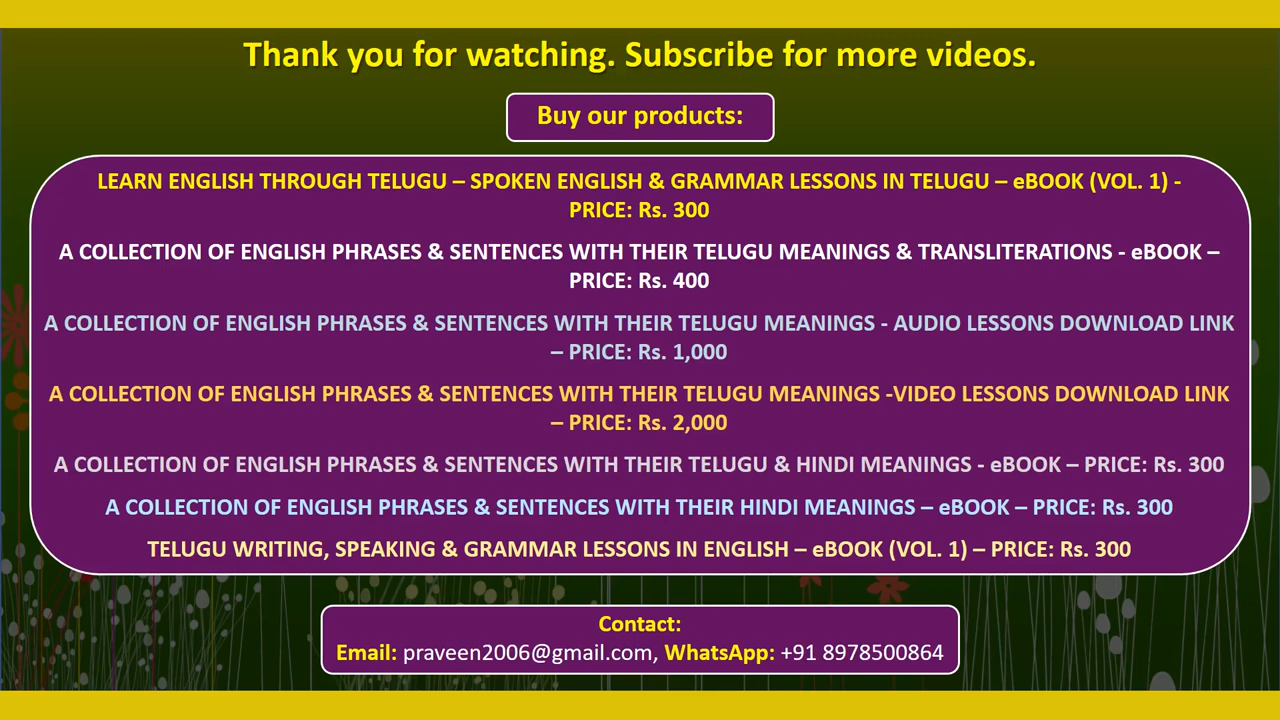 Thank you for watching. Subscribe for more videos.
Buy our products:
LEARN ENGLISH THROUGH TELUGU – SPOKEN ENGLISH & GRAMMAR LESSONS IN TELUGU – eBOOK (VOL. 1) -
PRICE: Rs. 300
A COLLECTION OF ENGLISH PHRASES & SENTENCES WITH THEIR TELUGU MEANINGS & TRANSLITERATIONS - eBOOK –
PRICE: Rs. 400
A COLLECTION OF ENGLISH PHRASES & SENTENCES WITH THEIR TELUGU MEANINGS - AUDIO LESSONS DOWNLOAD LINK
– PRICE: Rs. 1,000
A COLLECTION OF ENGLISH PHRASES & SENTENCES WITH THEIR TELUGU MEANINGS -VIDEO LESSONS DOWNLOAD LINK
– PRICE: Rs. 2,000
A COLLECTION OF ENGLISH PHRASES & SENTENCES WITH THEIR TELUGU & HINDI MEANINGS - eBOOK – PRICE: Rs. 300
A COLLECTION OF ENGLISH PHRASES & SENTENCES WITH THEIR HINDI MEANINGS – eBOOK – PRICE: Rs. 300
TELUGU WRITING, SPEAKING & GRAMMAR LESSONS IN ENGLISH – eBOOK (VOL. 1) – PRICE: Rs. 300
Contact:
Email: praveen2006@gmail.com, WhatsApp: +91 8978500864